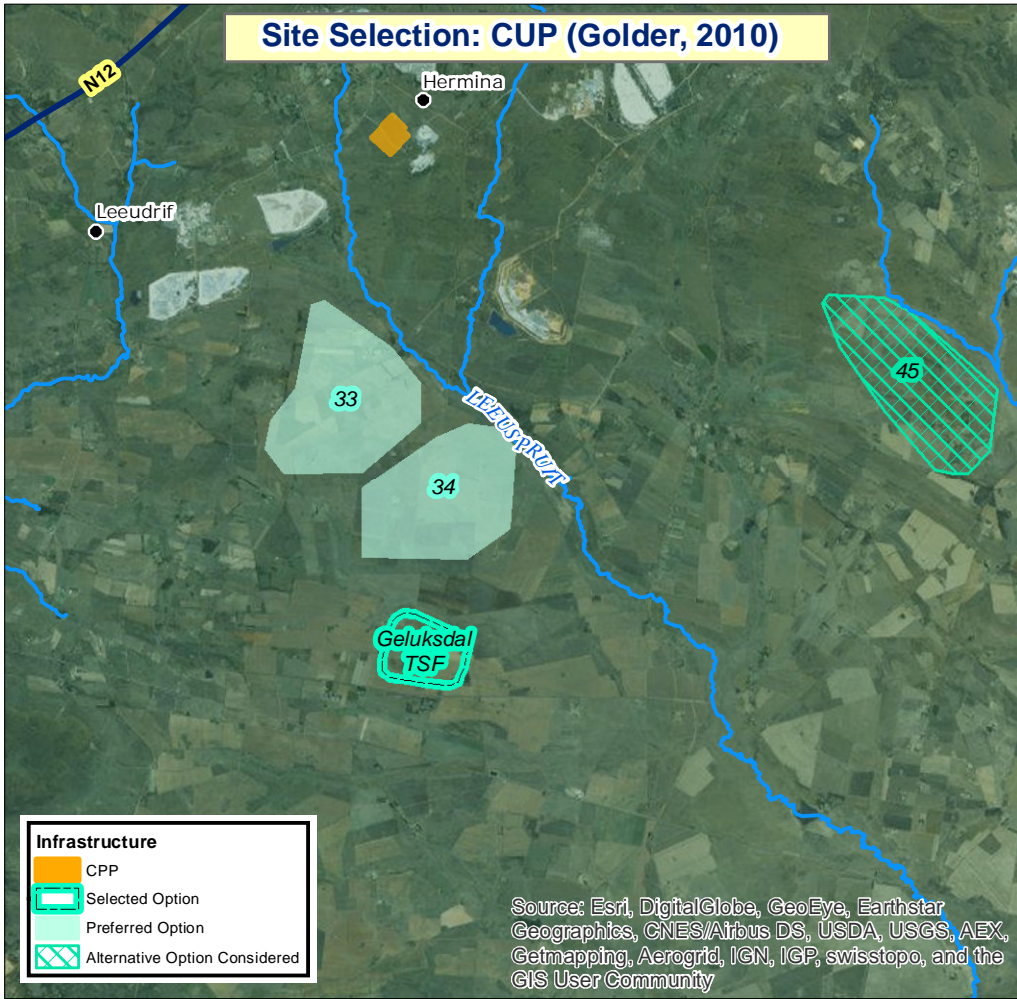 Site Selection: CUP (Golder, 2010)
N12
Hermina
Leeudrif
45
33
LEEUSPRUIT
34
Geluksdal
TSF
Infrastructure
CPP
Selected Option
Preferred Option
Alternative Option Considered
Source: Esri, DigitalGlobe, GeoEye, Earthstar
Geographics, CNES/Airbus DS, USDA, USGS, AEX,
Getmapping, Aerogrid, IGN, IGP, swisstopo, and the
GIS User Community